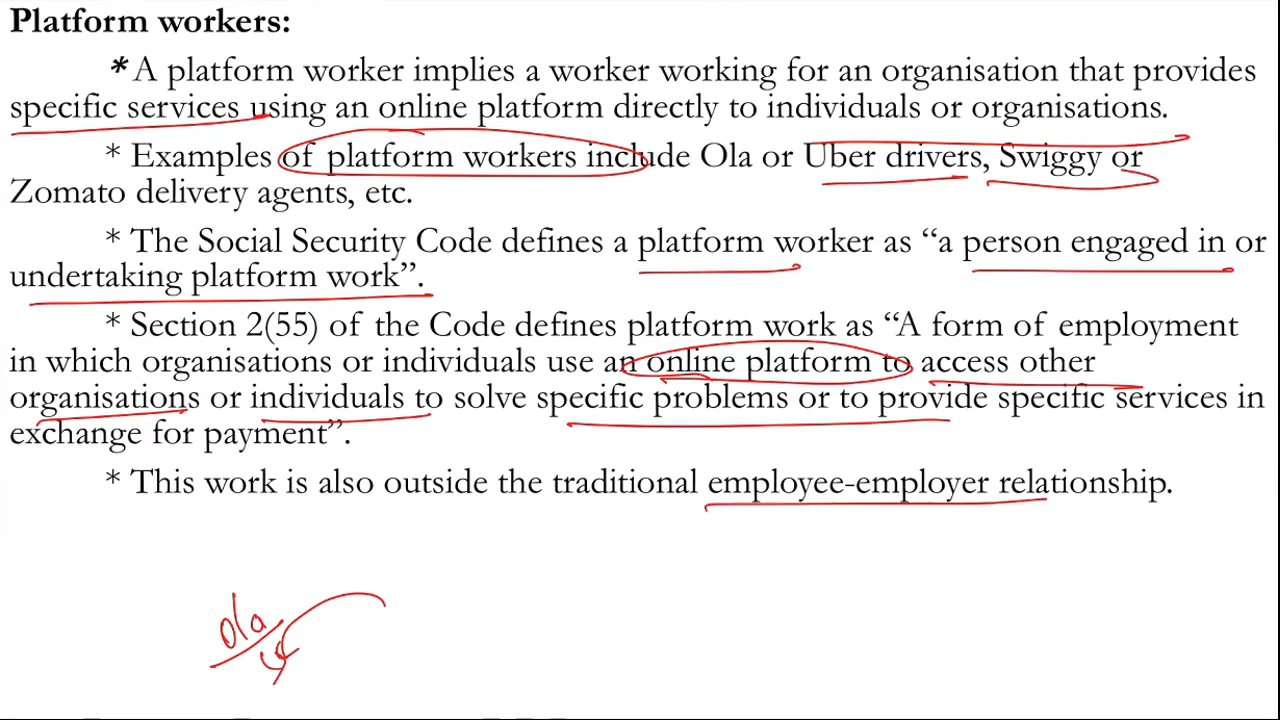 Platform workers:
* A platform worker implies a worker working for an organisation that provides
specific services using an online platform directly to individuals or organisations.
* Examples of platform workers include Ola or Uber drivers, Swiggy or
Zomato delivery agents, etc.
* The Social Security Code defines a platform worker as “a person engaged in or
undertaking platform work”.
* Section 2(55) of the Code defines platform work as “A form of employment
in which organisations or individuals use an online platform to access other
organisations or individuals to solve specific problems or to provide specific services in
exchange for payment”.
* This work is also outside the traditional employee-employer relationship.
Ola